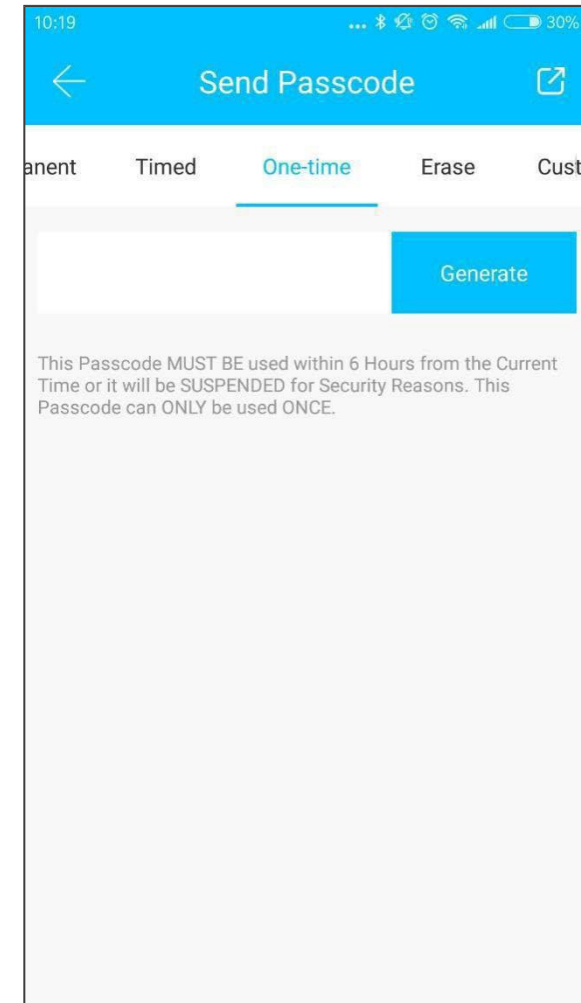 10:19 ... 30%
Send Passcode
anent Timed One-time Erase Cust
Generate
This Passcode MUST BE used within 6 Hours from the Current
Time or it will be SUSPENDED for Security Reasons. This
Passcode can ONLY be used ONCE.